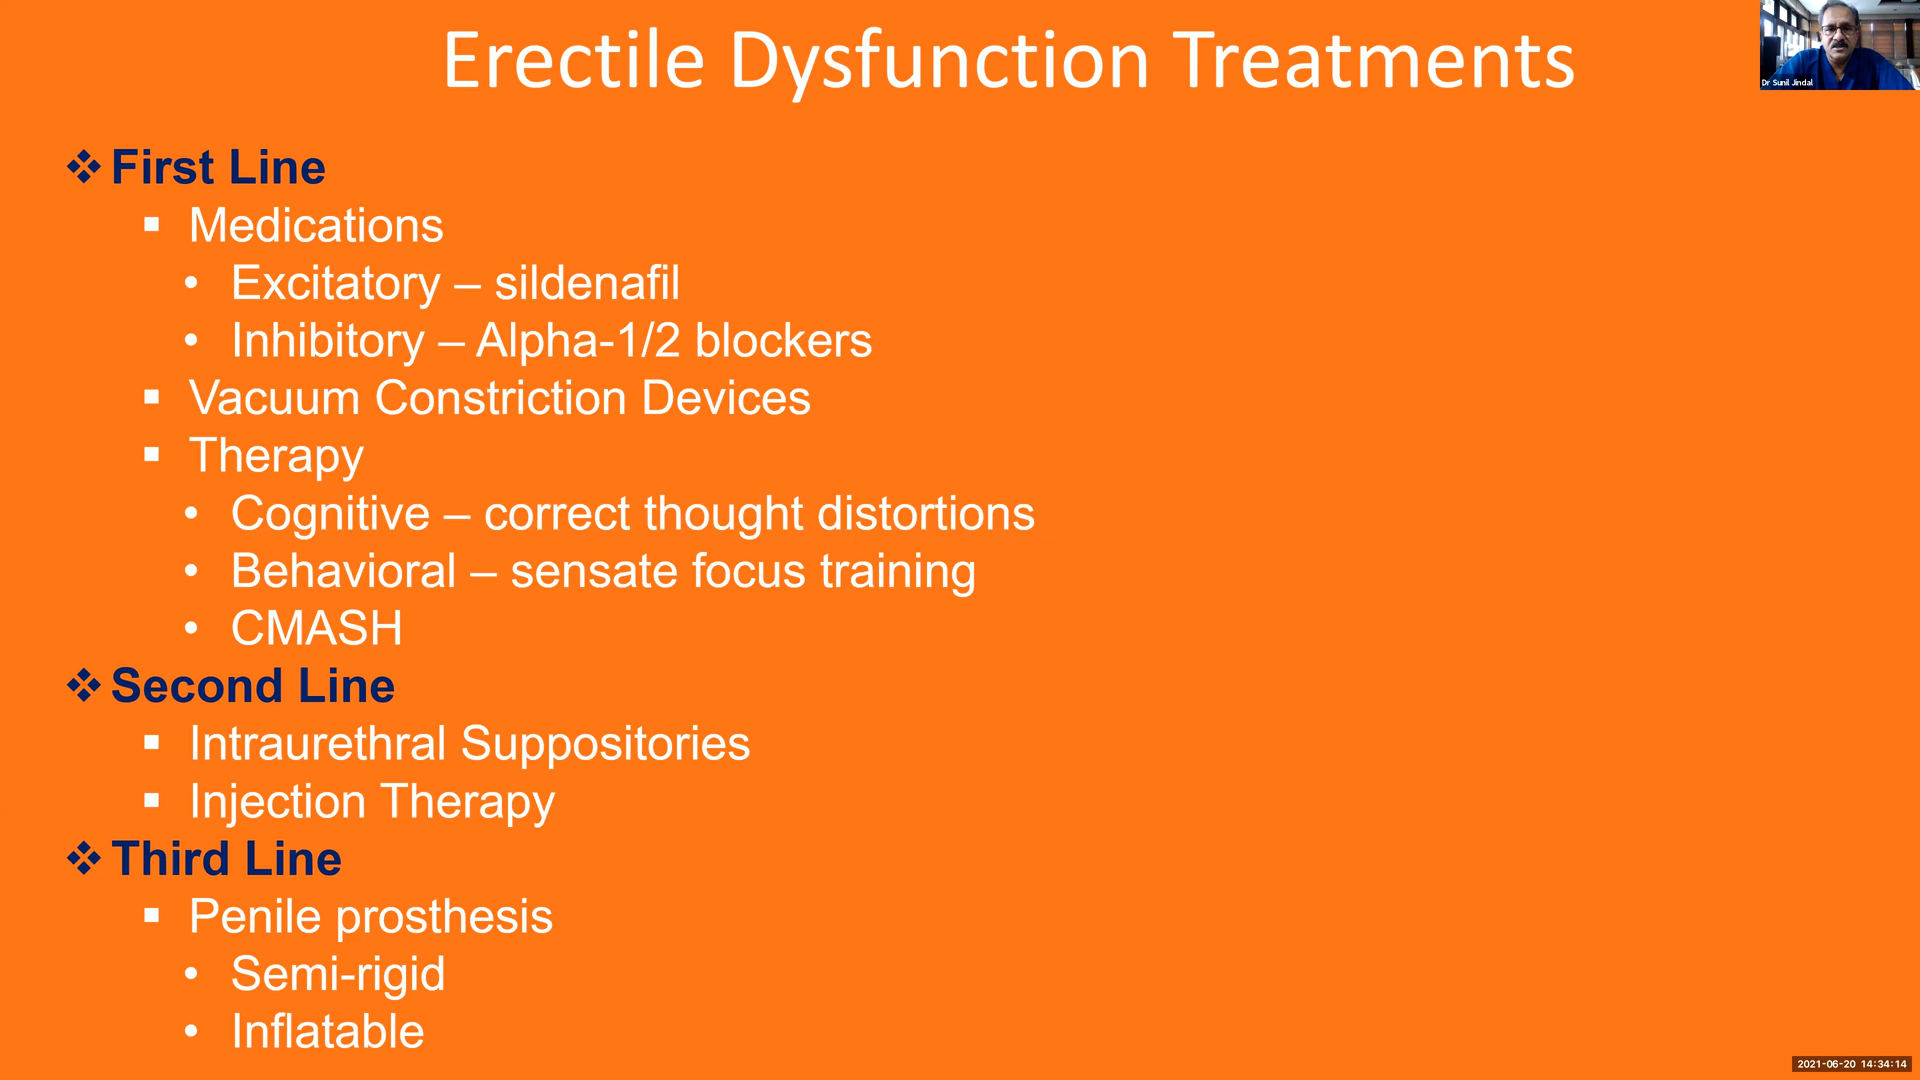 Erectile Dysfunction Treatments
Dr Sunil Jindal
❖ First Line
▪ Medications
• Excitatory – sildenafil
• Inhibitory – Alpha-1/2 blockers
▪ Vacuum Constriction Devices
▪ Therapy
• Cognitive – correct thought distortions
• Behavioral – sensate focus training
• CMASH
❖ Second Line
▪ Intraurethral Suppositories
▪ Injection Therapy
❖ Third Line
▪ Penile prosthesis
• Semi-rigid
• Inflatable
2021-06-20 14:34:14